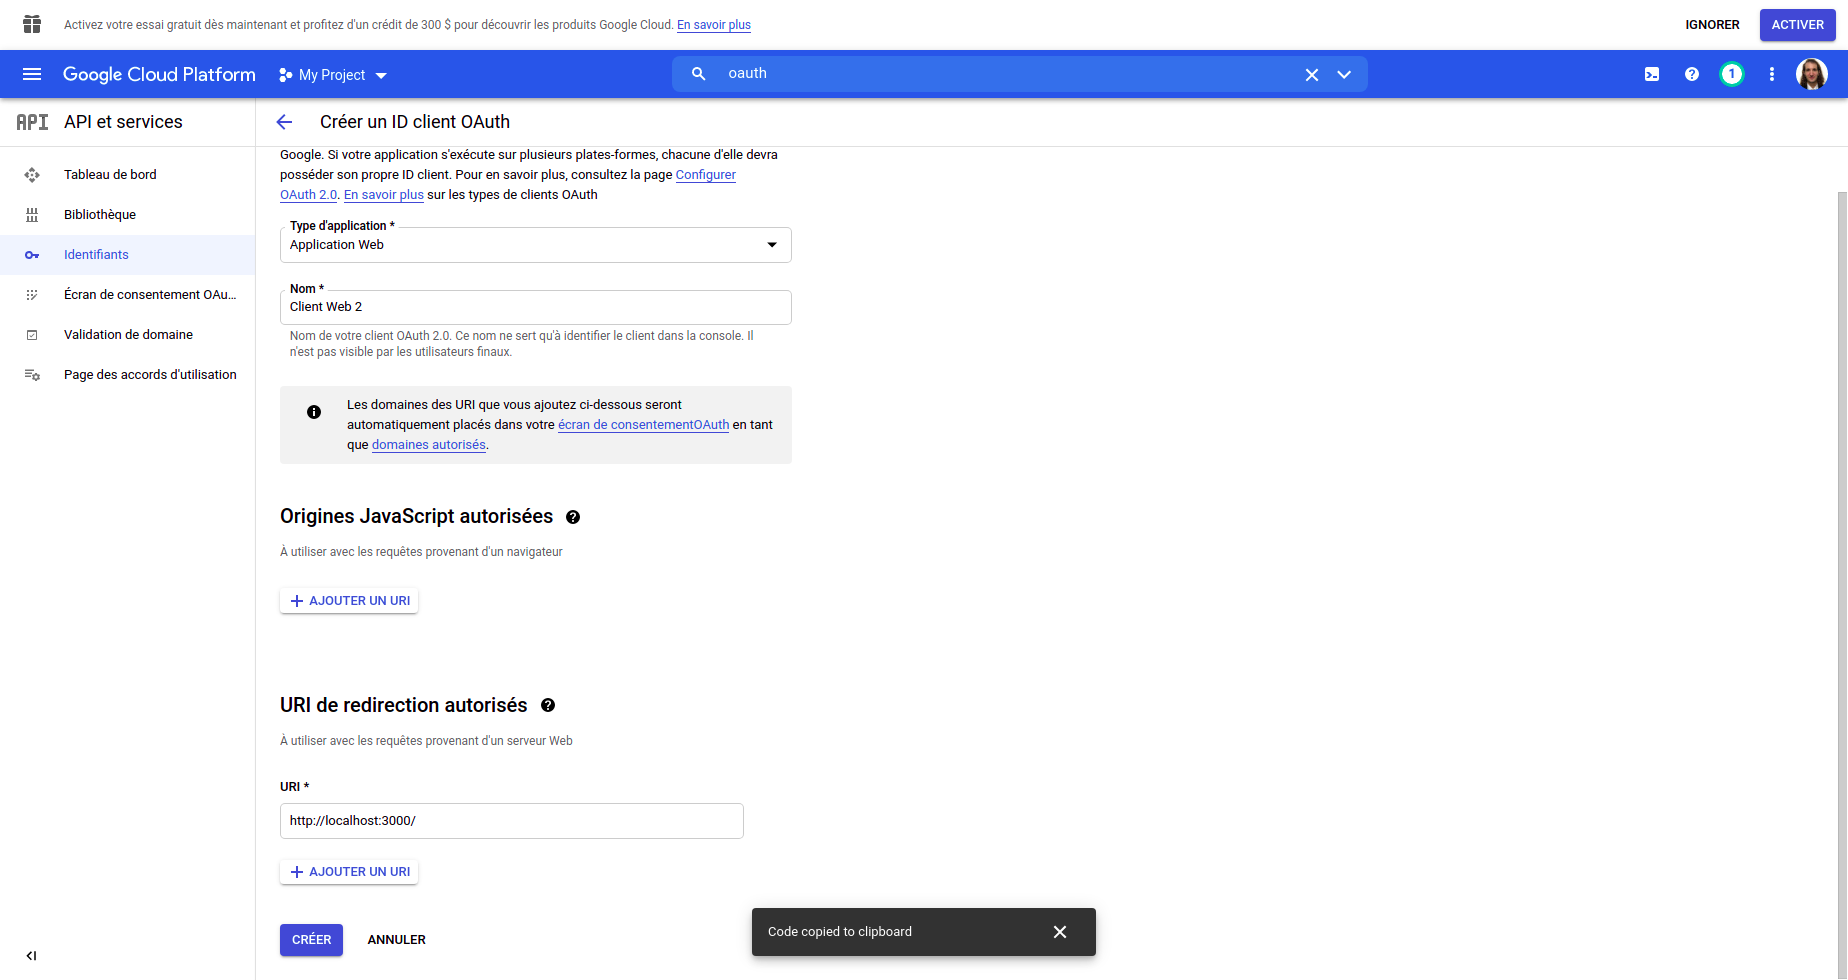 Activez votre essai gratuit dès maintenant et profitez d'un crédit de 300 $ pour découvrir les produits Google Cloud. En savoir plus
IGNORER
ACTIVER
Google Cloud Platform
My Project
oauth
1
API
API et services
Créer un ID client OAuth
Tableau de bord
Bibliothèque
Identifiants
Écran de consentement OAu...
Validation de domaine
Page des accords d'utilisation
Google. Si votre application s'exécute sur plusieurs plates-formes, chacune d'elle devra
posséder son propre ID client. Pour en savoir plus, consultez la page Configurer
OAuth 2.0. En savoir plus sur les types de clients OAuth
Type d'application *
Application Web
Nom *
Client Web 2
Nom de votre client OAuth 2.0. Ce nom ne sert qu'à identifier le client dans la console. Il
n'est pas visible par les utilisateurs finaux.
Les domaines des URI que vous ajoutez ci-dessous seront
automatiquement placés dans votre écran de consentementOAuth en tant
que domaines autorisés.
Origines JavaScript autorisées
À utiliser avec les requêtes provenant d'un navigateur
AJOUTER UN URI
URI de redirection autorisés
À utiliser avec les requêtes provenant d'un serveur Web
URI *
http://localhost:3000/
AJOUTER UN URI
CRÉER
ANNULER
Code copied to clipboard